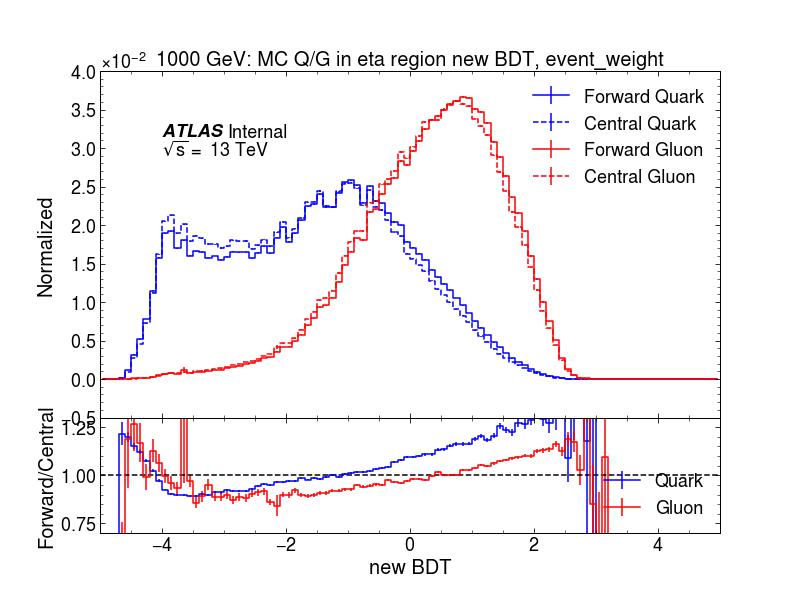 ×10⁻² 1000 GeV: MC Q/G in eta region new BDT, event_weight
4.0
3.5
3.0
2.5
2.0
1.5
1.0
0.5
0.0
Normalized
ATLAS Internal
√s = 13 TeV
Forward Quark
Central Quark
Forward Gluon
Central Gluon
1.25
1.00
0.75
Forward/Central
Quark
Gluon
−4 −2 0 2 4
new BDT